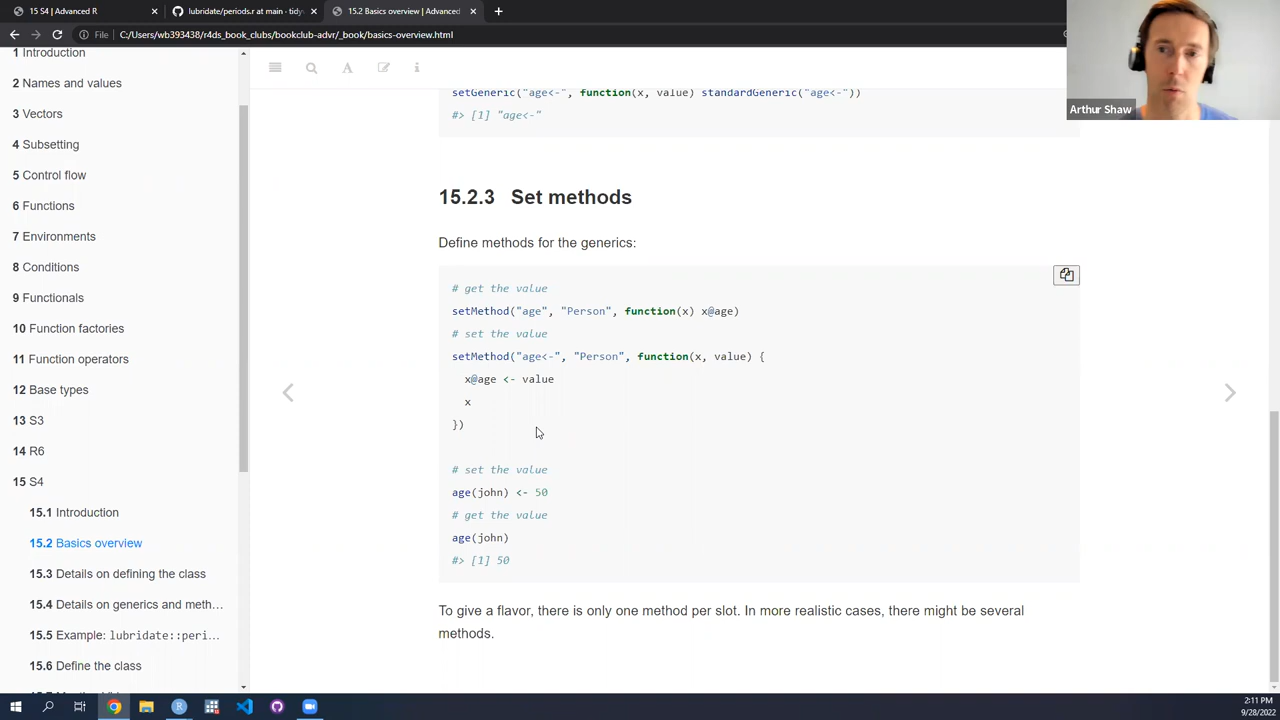 15 S4 | Advanced R
lubridate/periods.r at main · tidyv
15.2 Basics overview | Advanced
File
C:/Users/wb393438/r4ds_book_clubs/bookclub-advr/_book/basics-overview.html
Arthur Shaw
1 Introduction
2 Names and values
3 Vectors
4 Subsetting
5 Control flow
6 Functions
7 Environments
8 Conditions
9 Functionals
10 Function factories
11 Function operators
12 Base types
13 S3
14 R6
15 S4
15.1 Introduction
15.2 Basics overview
15.3 Details on defining the class
15.4 Details on generics and meth…
15.5 Example: lubridate::peri…
15.6 Define the class
setGeneric("age<-", function(x, value) standardGeneric("age<-"))
#> [1] "age<-"
15.2.3 Set methods
Define methods for the generics:
# get the value
setMethod("age", "Person", function(x) x@age)
# set the value
setMethod("age<-", "Person", function(x, value) {
x@age <- value
x
})
# set the value
age(john) <- 50
# get the value
age(john)
#> [1] 50
To give a flavor, there is only one method per slot. In more realistic cases, there might be several
methods.
2:11 PM
9/28/2022